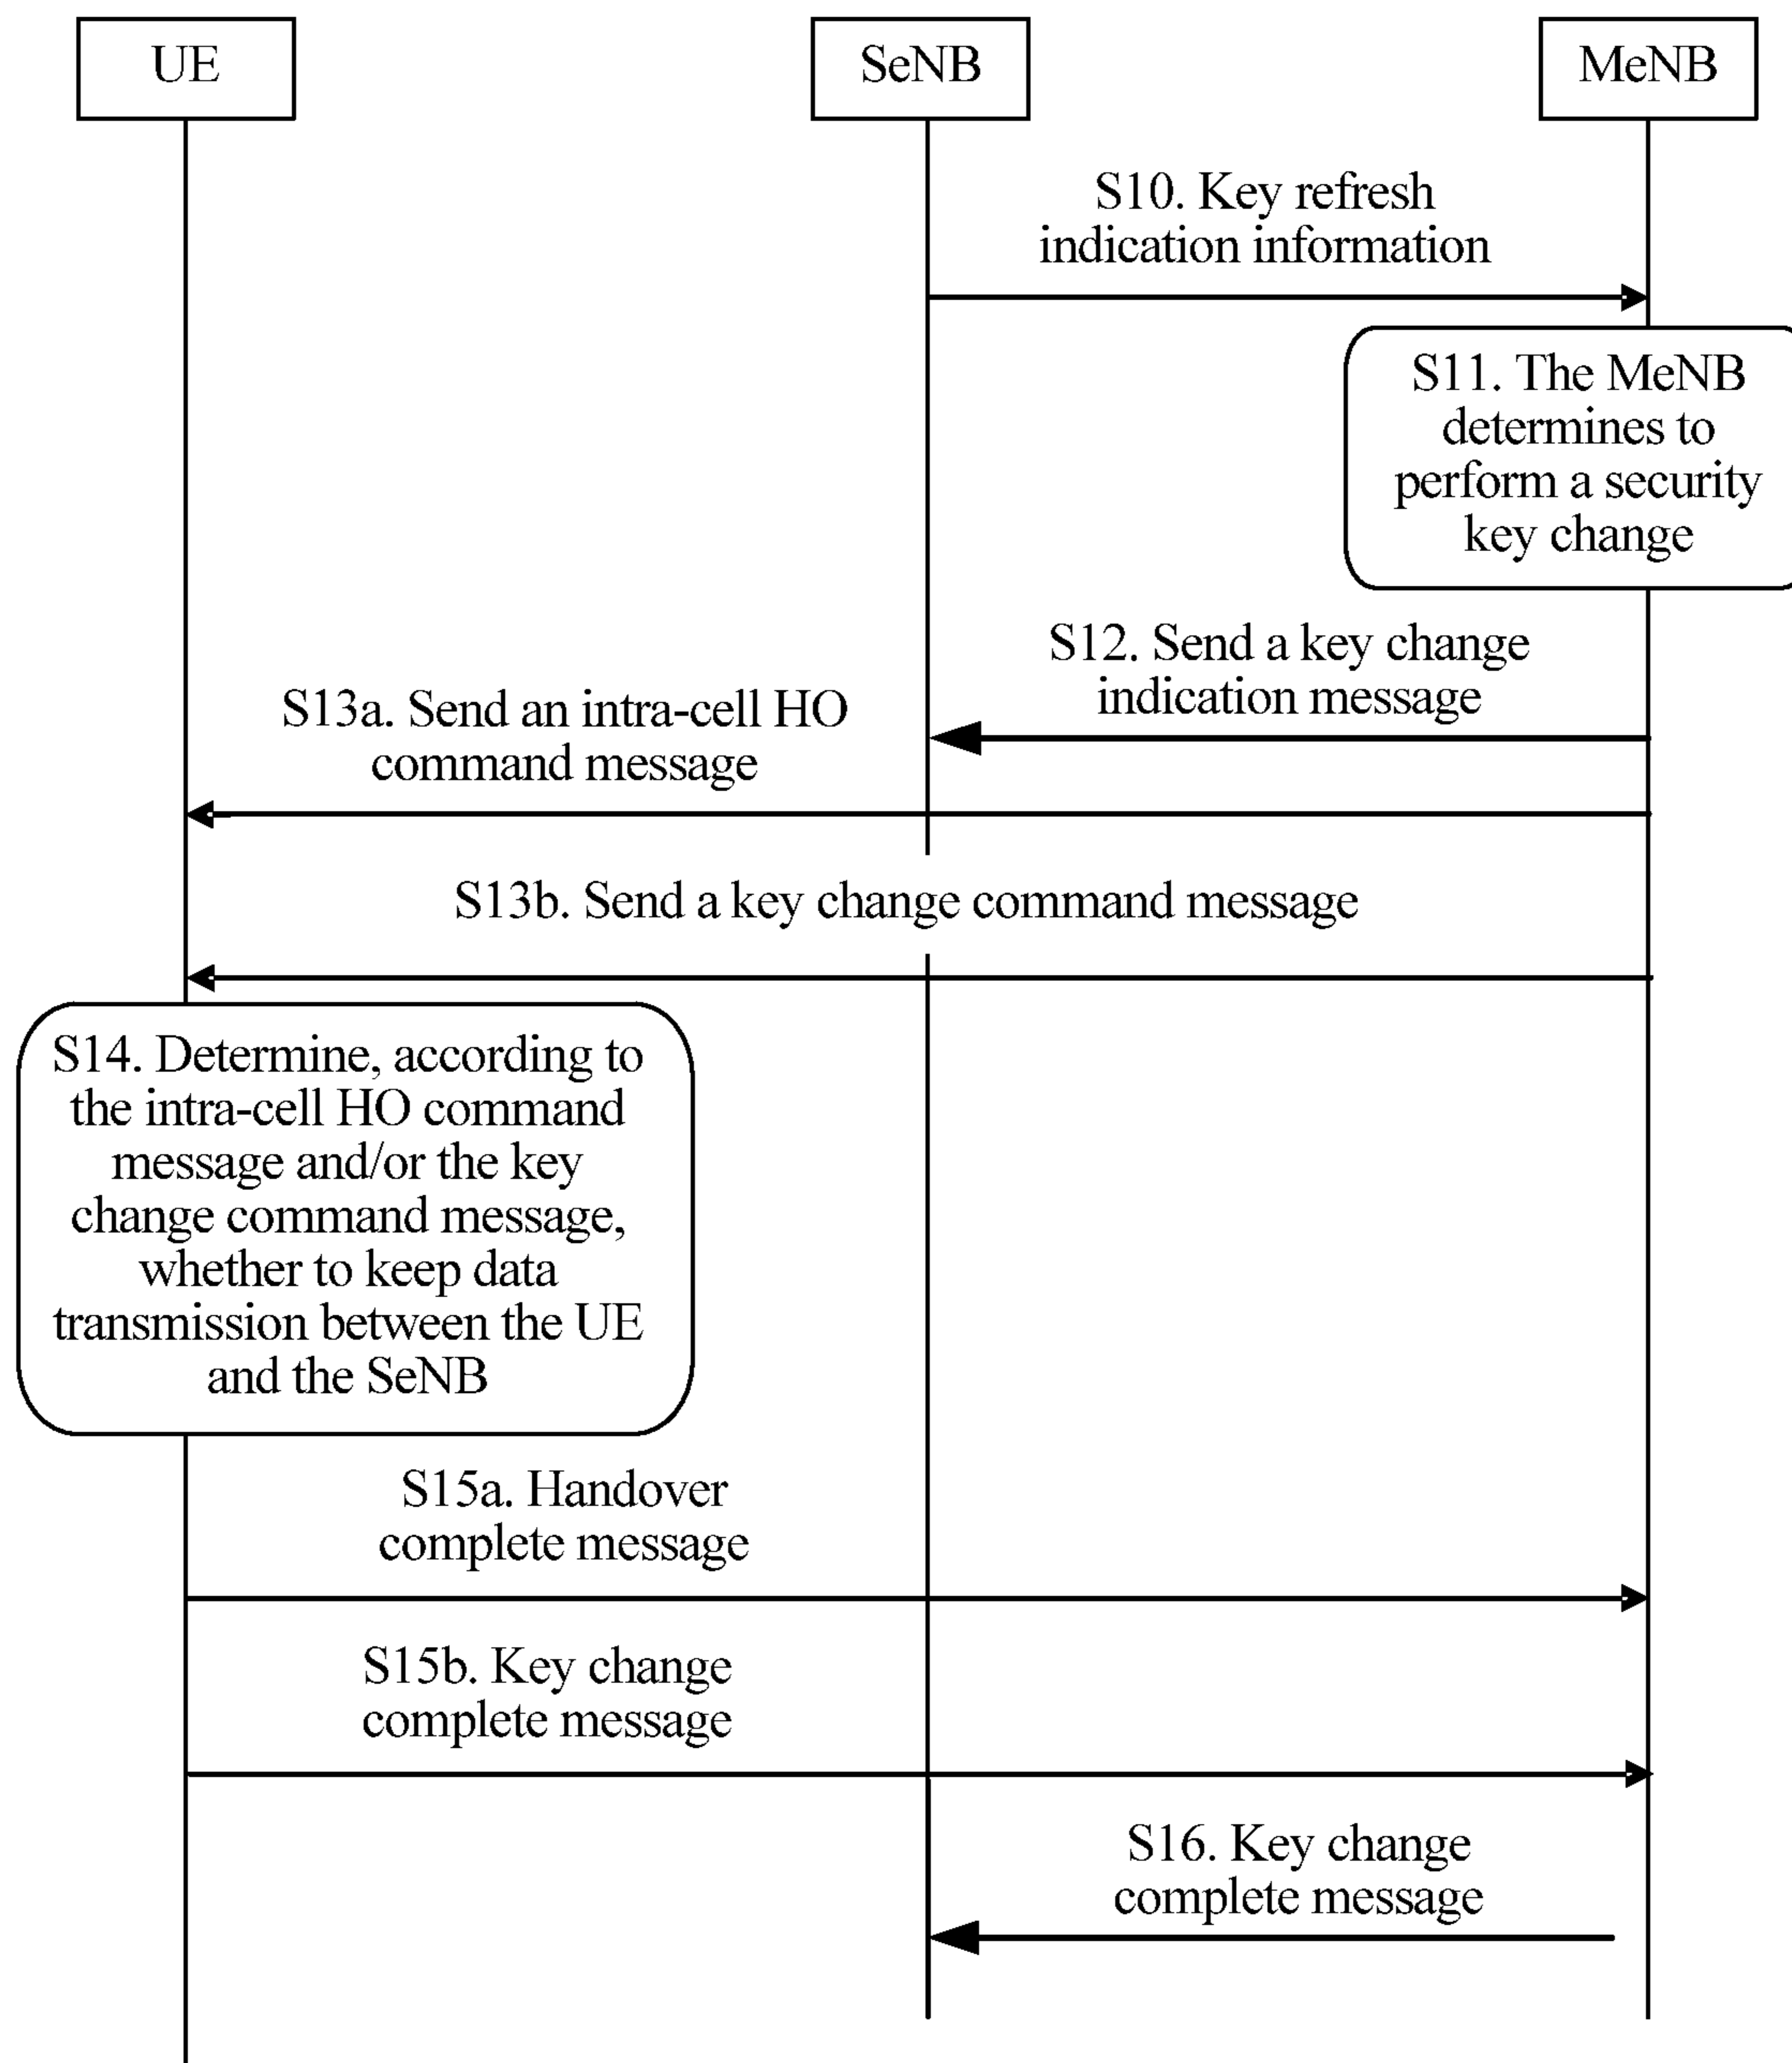 UE
SeNB
MeNB
S10. Key refresh
indication information
S11. The MeNB
determines to
perform a security
key change
S12. Send a key change
indication message
S13a. Send an intra-cell HO
command message
S13b. Send a key change command message
S14. Determine, according to
the intra-cell HO command
message and/or the key
change command message,
whether to keep data
transmission between the UE
and the SeNB
S15a. Handover
complete message
S15b. Key change
complete message
S16. Key change
complete message